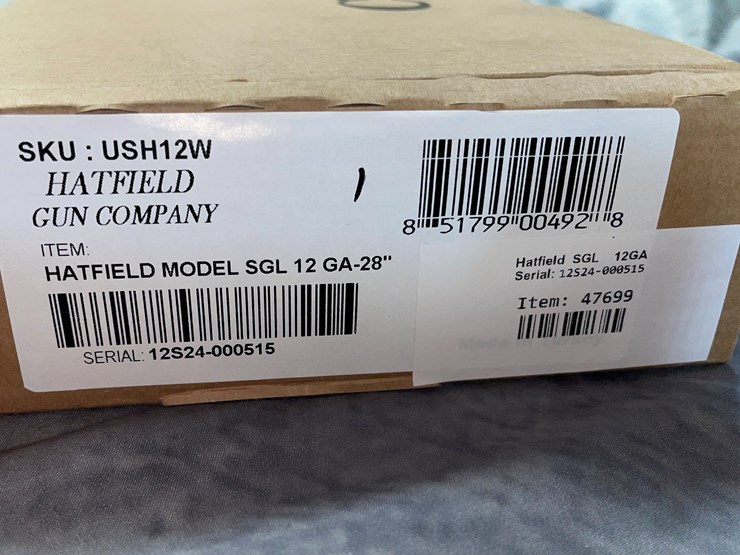 SKU : USH12W
HATFIELD
GUN COMPANY
ITEM:
HATFIELD MODEL SGL 12 GA-28"
SERIAL: 12S24-000515
8 51799 00492 8
Hatfield SGL 12GA
Serial: 12S24-000515
Item: 47699